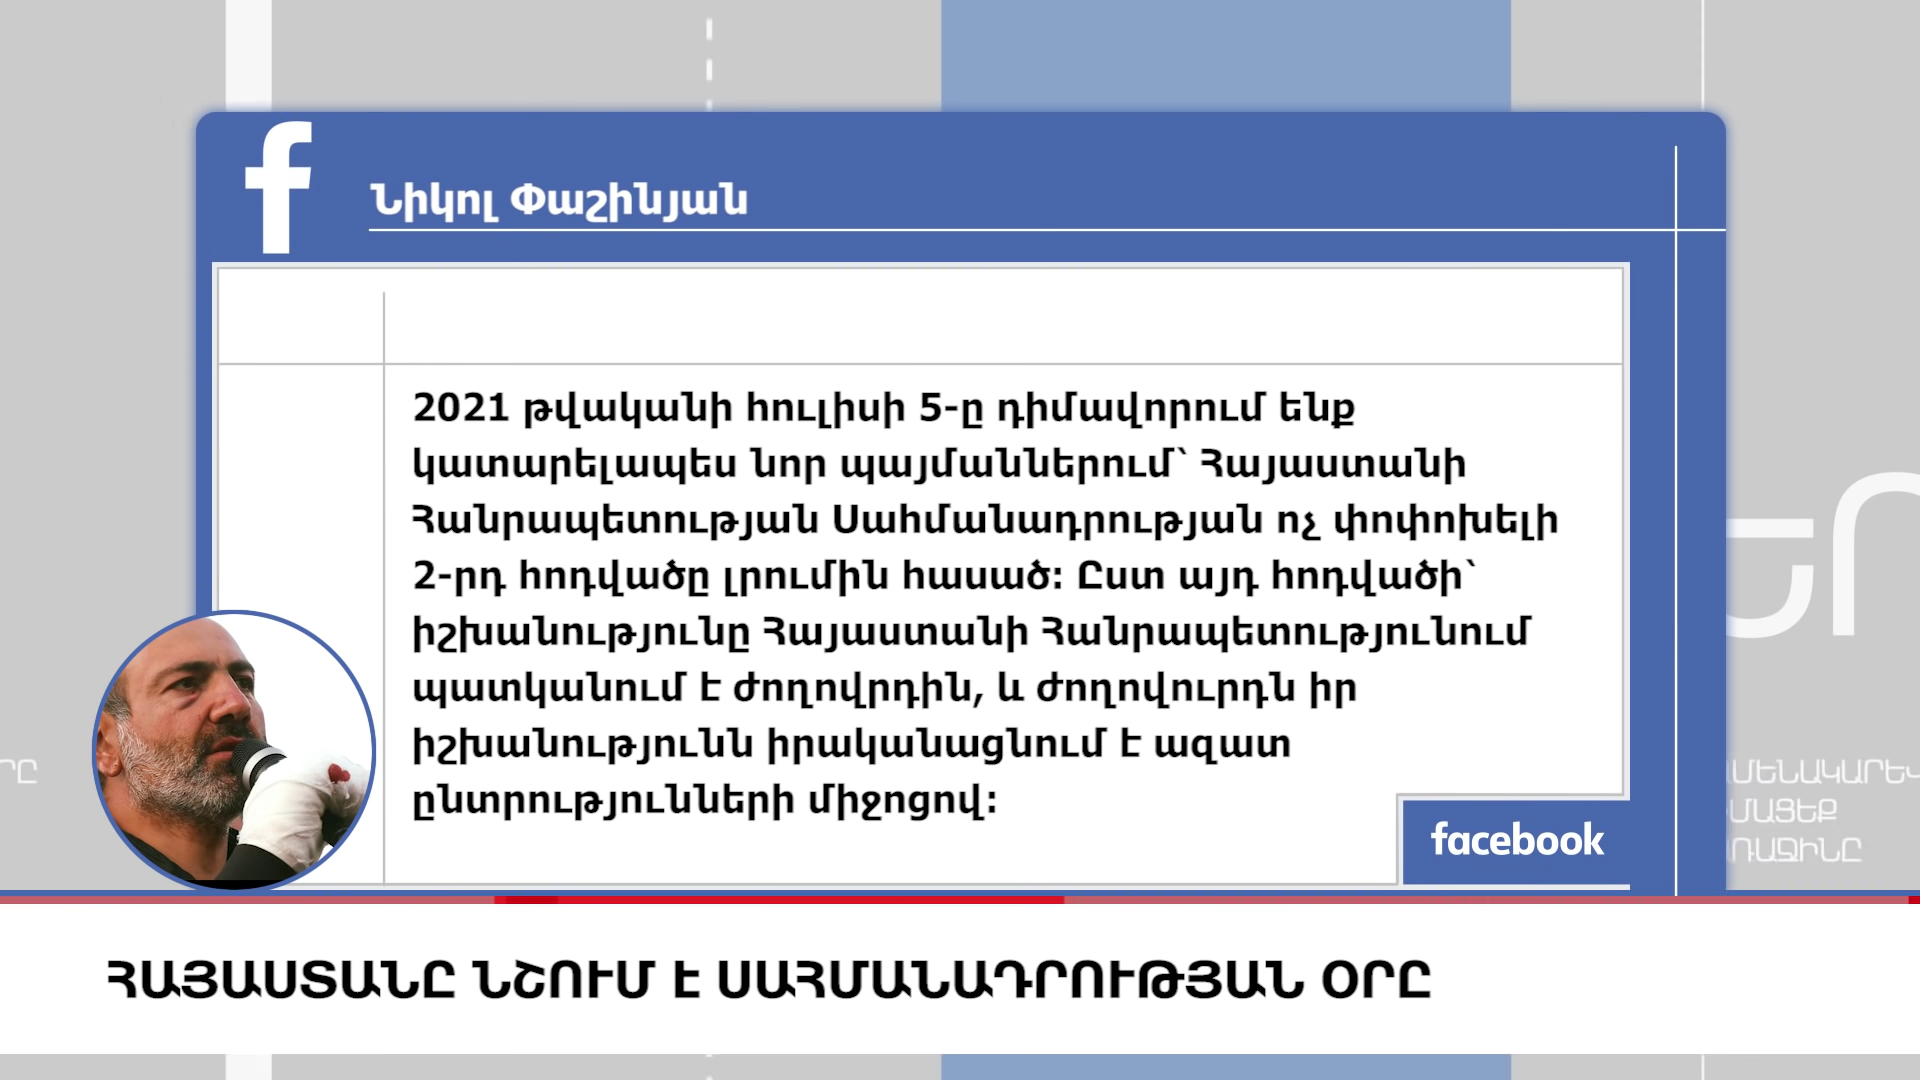 Նիկոլ Փաշինյան
2021 թվականի հուլիսի 5-ը դիմավորում ենք
կատարելապես նոր պայմաններում՝ Հայաստանի
Հանրապետության Սահմանադրության ոչ փոփոխելի
2-րդ հոդվածը լրումին հասած։ Ըստ այդ հոդվածի՝
իշխանությունը Հայաստանի Հանրապետությունում
պատկանում է ժողովրդին, և ժողովուրդն իր
իշխանությունն իրականացնում է ազատ
ընտրությունների միջոցով։
facebook
ՀԱՅԱՍՏԱՆԸ ՆՇՈՒՄ Է ՍԱՀՄԱՆԱԴՐՈՒԹՅԱՆ ՕՐԸ